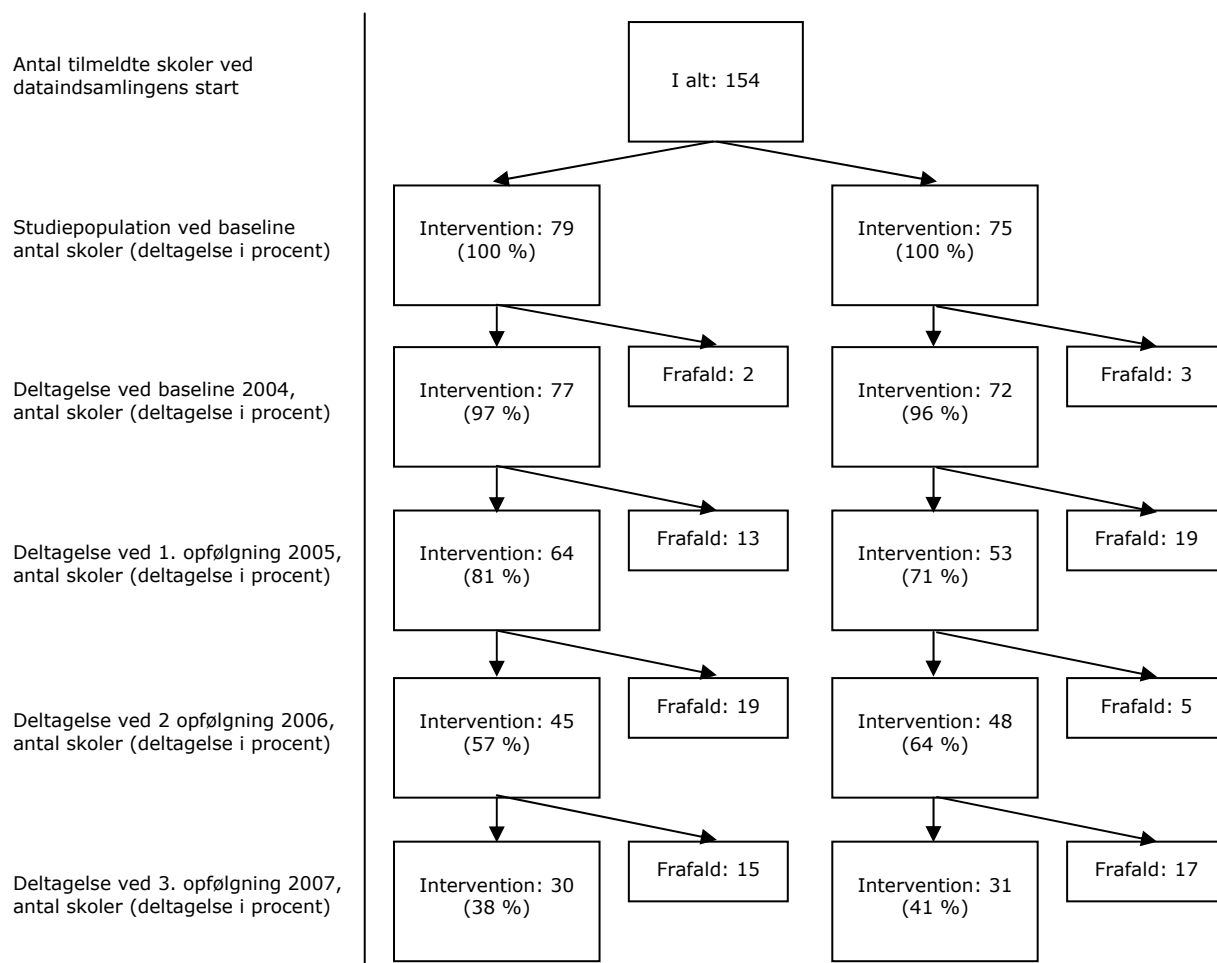 Antal tilmeldte skoler ved
dataindsamlingens start
I alt: 154
Studiepopulation ved baseline
antal skoler (deltagelse i procent)
Intervention: 79
(100 %)
Intervention: 75
(100 %)
Deltagelse ved baseline 2004,
antal skoler (deltagelse i procent)
Intervention: 77
(97 %)
Frafald: 2
Intervention: 72
(96 %)
Frafald: 3
Deltagelse ved 1. opfølgning 2005,
antal skoler (deltagelse i procent)
Intervention: 64
(81 %)
Frafald: 13
Intervention: 53
(71 %)
Frafald: 19
Deltagelse ved 2 opfølgning 2006,
antal skoler (deltagelse i procent)
Intervention: 45
(57 %)
Frafald: 19
Intervention: 48
(64 %)
Frafald: 5
Deltagelse ved 3. opfølgning 2007,
antal skoler (deltagelse i procent)
Intervention: 30
(38 %)
Frafald: 15
Intervention: 31
(41 %)
Frafald: 17